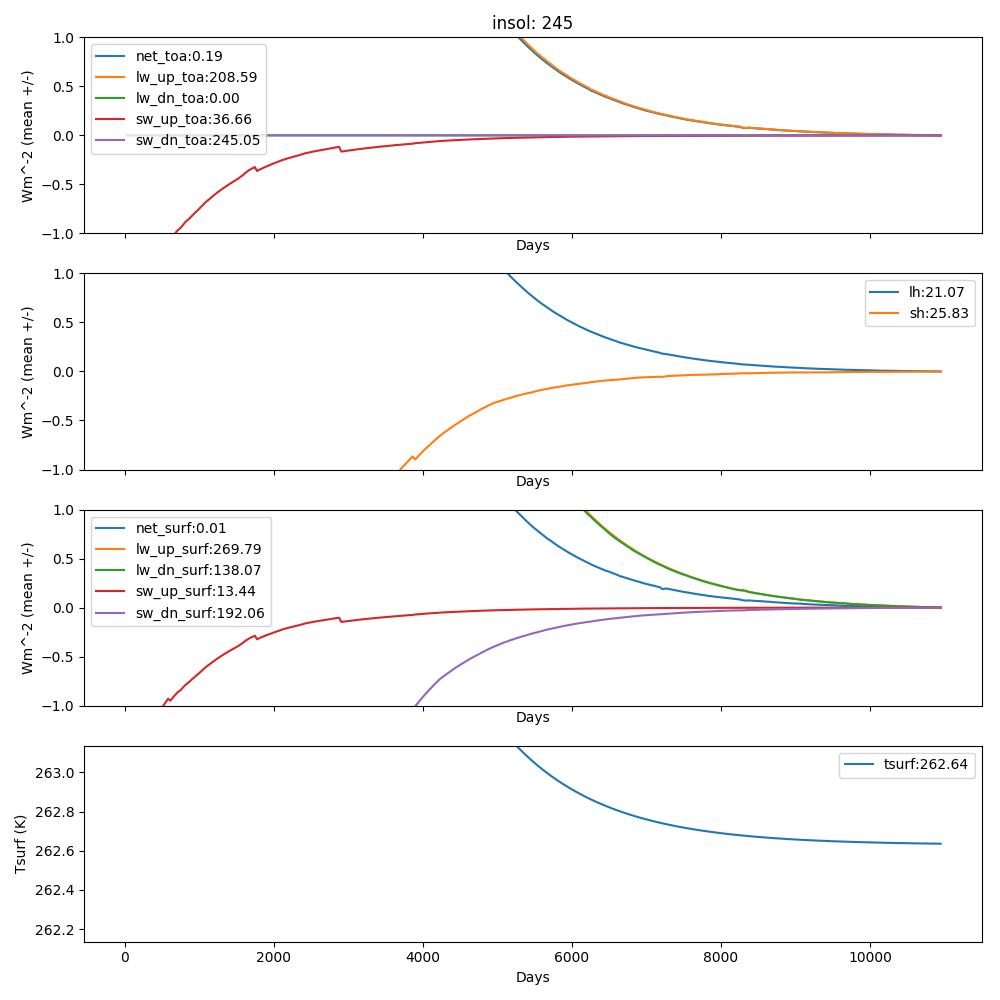 insol: 245
1.0
0.5
0.0
−0.5
−1.0
Wm^-2 (mean +/-)
net_toa:0.19
lw_up_toa:208.59
lw_dn_toa:0.00
sw_up_toa:36.66
sw_dn_toa:245.05
Days
1.0
0.5
0.0
−0.5
−1.0
Wm^-2 (mean +/-)
lh:21.07
sh:25.83
Days
1.0
0.5
0.0
−0.5
−1.0
Wm^-2 (mean +/-)
net_surf:0.01
lw_up_surf:269.79
lw_dn_surf:138.07
sw_up_surf:13.44
sw_dn_surf:192.06
Days
263.0
262.8
262.6
262.4
262.2
Tsurf (K)
tsurf:262.64
0 2000 4000 6000 8000 10000
Days